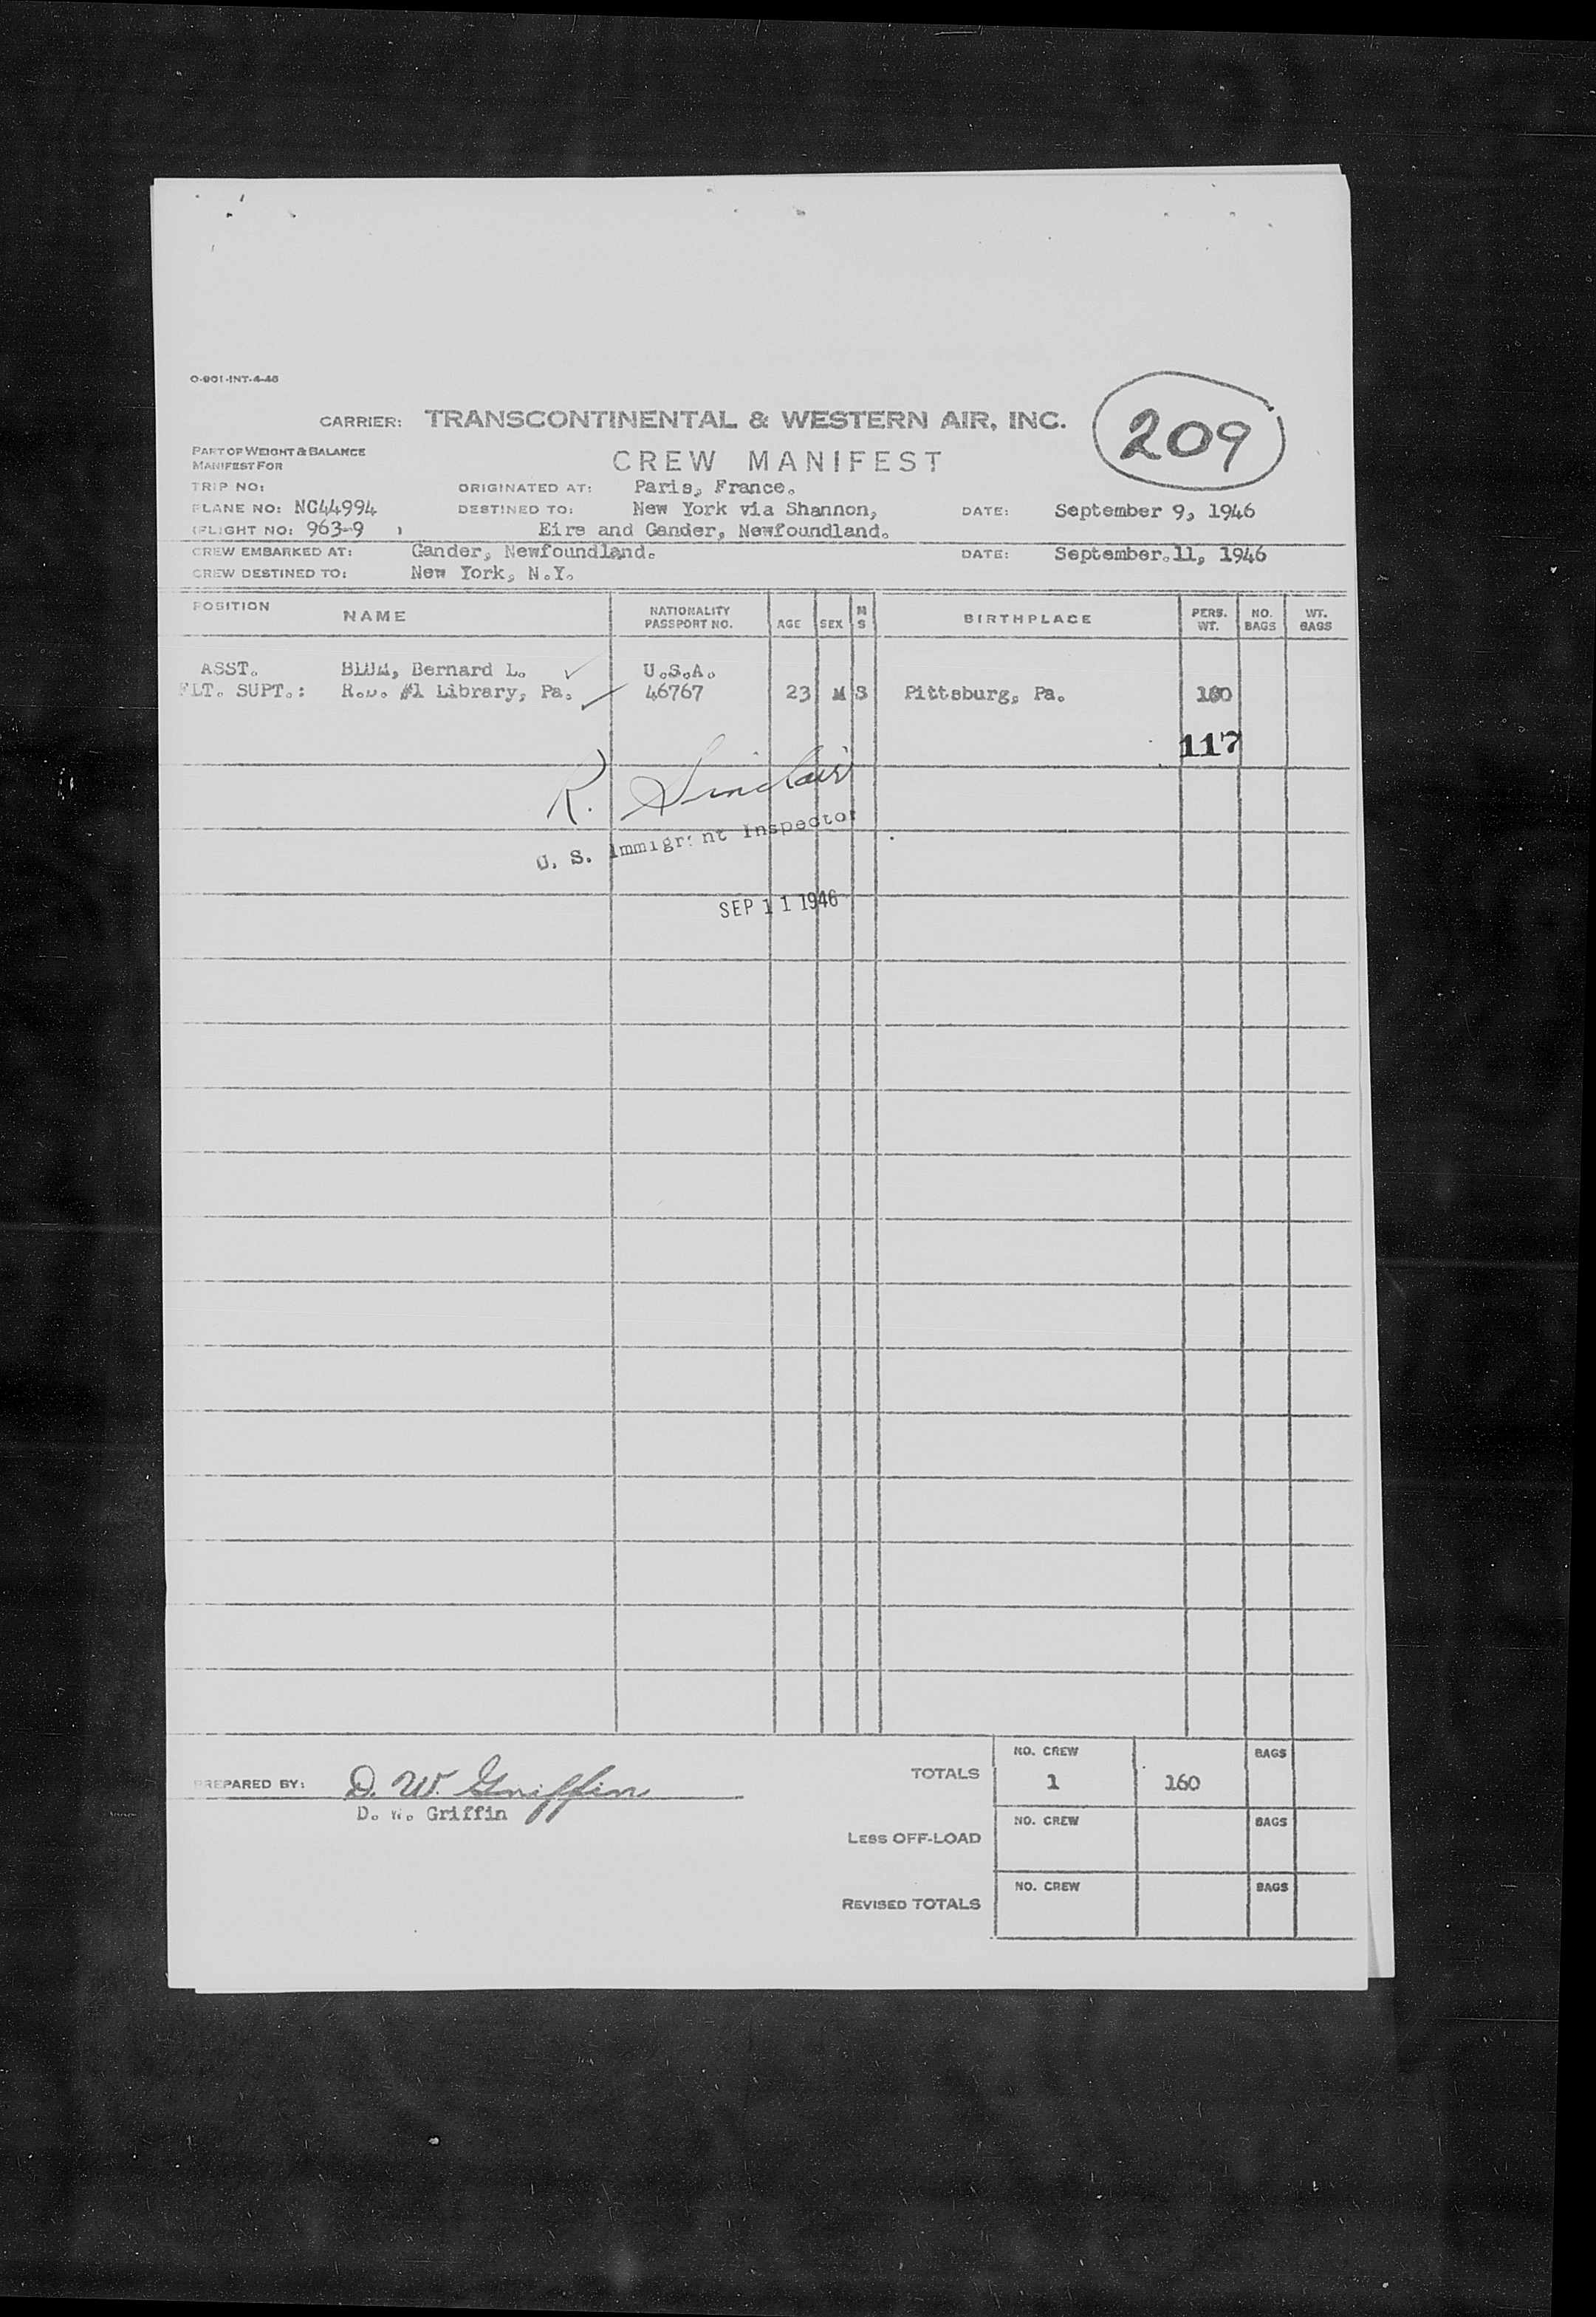 O-901-INT-4-46
CARRIER: TRANSCONTINENTAL & WESTERN AIR, INC.
209
PART OF WEIGHT & BALANCE
MANIFEST FOR
CREW MANIFEST
TRIP NO:
ORIGINATED AT: Paris, France.
PLANE NO: NC44994
DESTINED TO: New York via Shannon,
DATE: September 9, 1946
(FLIGHT NO: 963-9 )
Eire and Gander, Newfoundland.
CREW EMBARKED AT: Gander, Newfoundland.
DATE: September.11, 1946
CREW DESTINED TO: New York, N.Y.
POSITION NAME NATIONALITY PASSPORT NO. AGE SEX M S BIRTHPLACE PERS. WT. NO. BAGS WT. BAGS
ASST. BLUM, Bernard L. U.S.A.
FLT. SUPT.: R.D. #1 Library, Pa. 46767 23 M S Pittsburg, Pa. 160
117
R. Sinclair
U. S. Immigrant Inspector
SEP 11 1946
NO. CREW BAGS
PREPARED BY: D. W. Griffin
TOTALS 1 160
D. W. Griffin
NO. CREW BAGS
LESS OFF-LOAD
NO. CREW BAGS
REVISED TOTALS